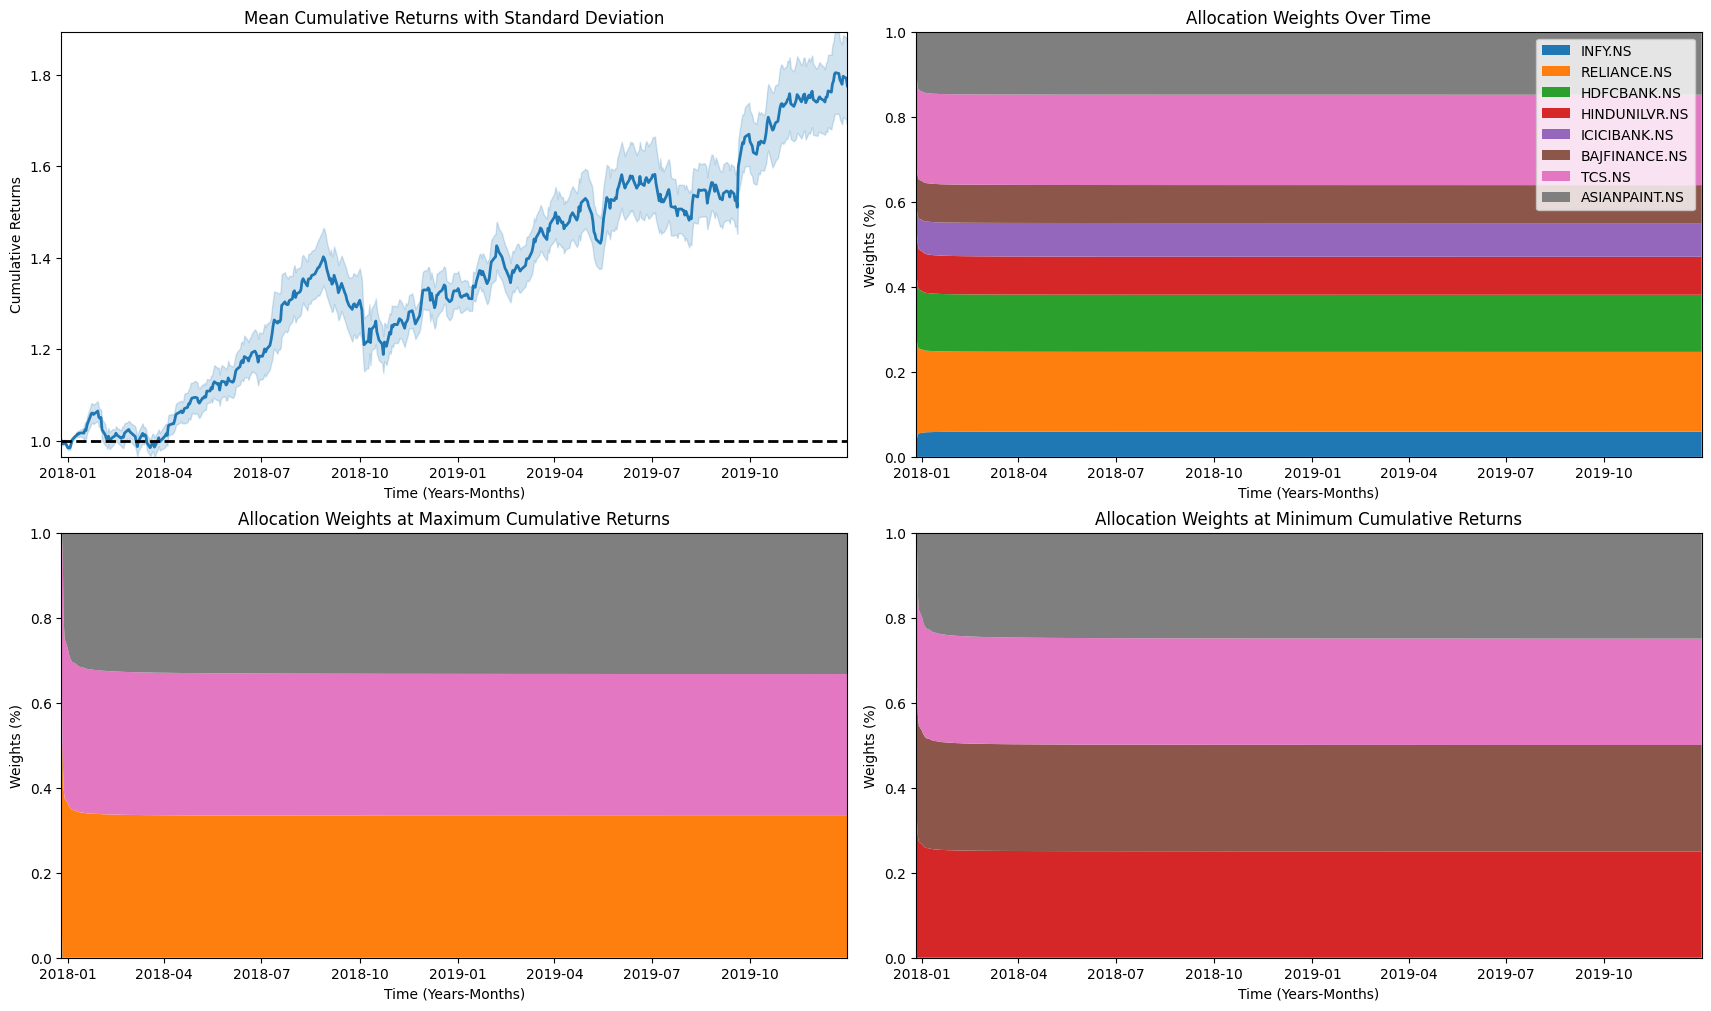 Mean Cumulative Returns with Standard Deviation
Cumulative Returns
1.8
1.6
1.4
1.2
1.0
2018-01 2018-04 2018-07 2018-10 2019-01 2019-04 2019-07 2019-10
Time (Years-Months)
Allocation Weights Over Time
Weights (%)
1.0
0.8
0.6
0.4
0.2
0.0
INFY.NS
RELIANCE.NS
HDFCBANK.NS
HINDUNILVR.NS
ICICIBANK.NS
BAJFINANCE.NS
TCS.NS
ASIANPAINT.NS
2018-01 2018-04 2018-07 2018-10 2019-01 2019-04 2019-07 2019-10
Time (Years-Months)
Allocation Weights at Maximum Cumulative Returns
Weights (%)
1.0
0.8
0.6
0.4
0.2
0.0
2018-01 2018-04 2018-07 2018-10 2019-01 2019-04 2019-07 2019-10
Time (Years-Months)
Allocation Weights at Minimum Cumulative Returns
Weights (%)
1.0
0.8
0.6
0.4
0.2
0.0
2018-01 2018-04 2018-07 2018-10 2019-01 2019-04 2019-07 2019-10
Time (Years-Months)